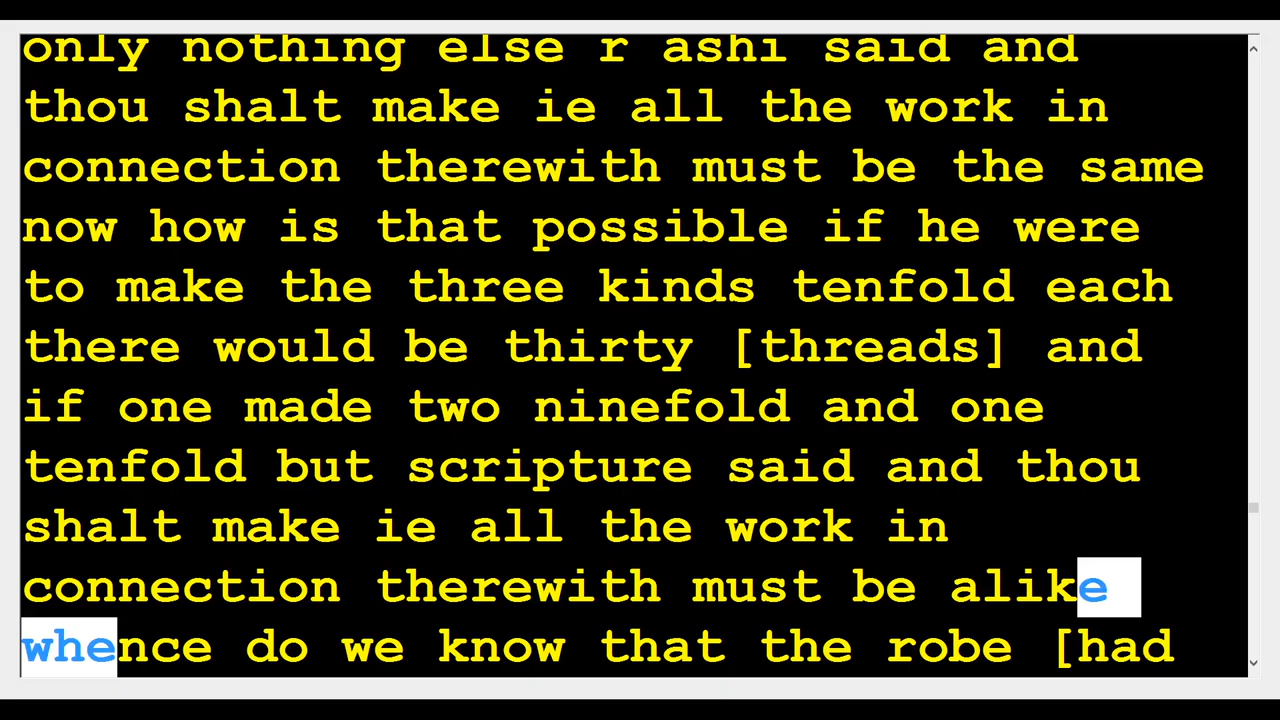 only nothing else r ashi said and
thou shalt make ie all the work in
connection therewith must be the same
now how is that possible if he were
to make the three kinds tenfold each
there would be thirty [threads] and
if one made two ninefold and one
tenfold but scripture said and thou
shalt make ie all the work in
connection therewith must be alike
whence do we know that the robe [had